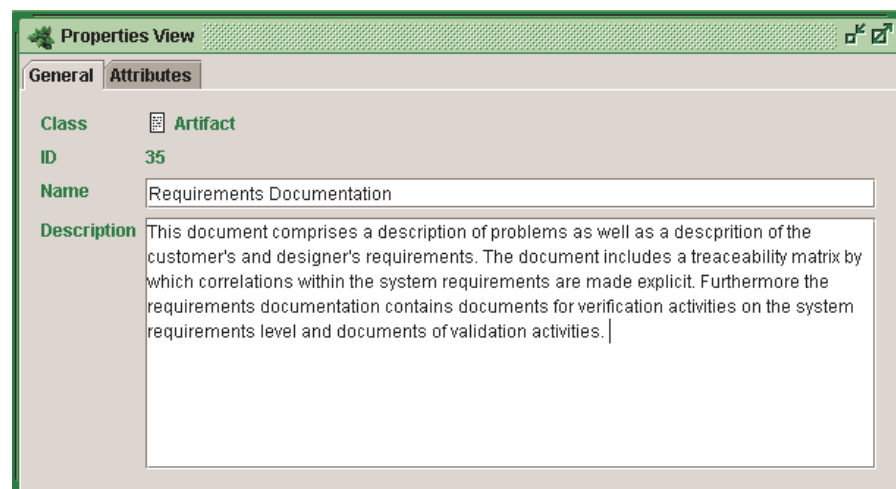 Properties View
General Attributes
Class Artifact
ID 35
Name Requirements Documentation
Description This document comprises a description of problems as well as a descprition of the
customer's and designer's requirements. The document includes a treaceability matrix by
which correlations within the system requirements are made explicit. Furthermore the
requirements documentation contains documents for verification activities on the system
requirements level and documents of validation activities.